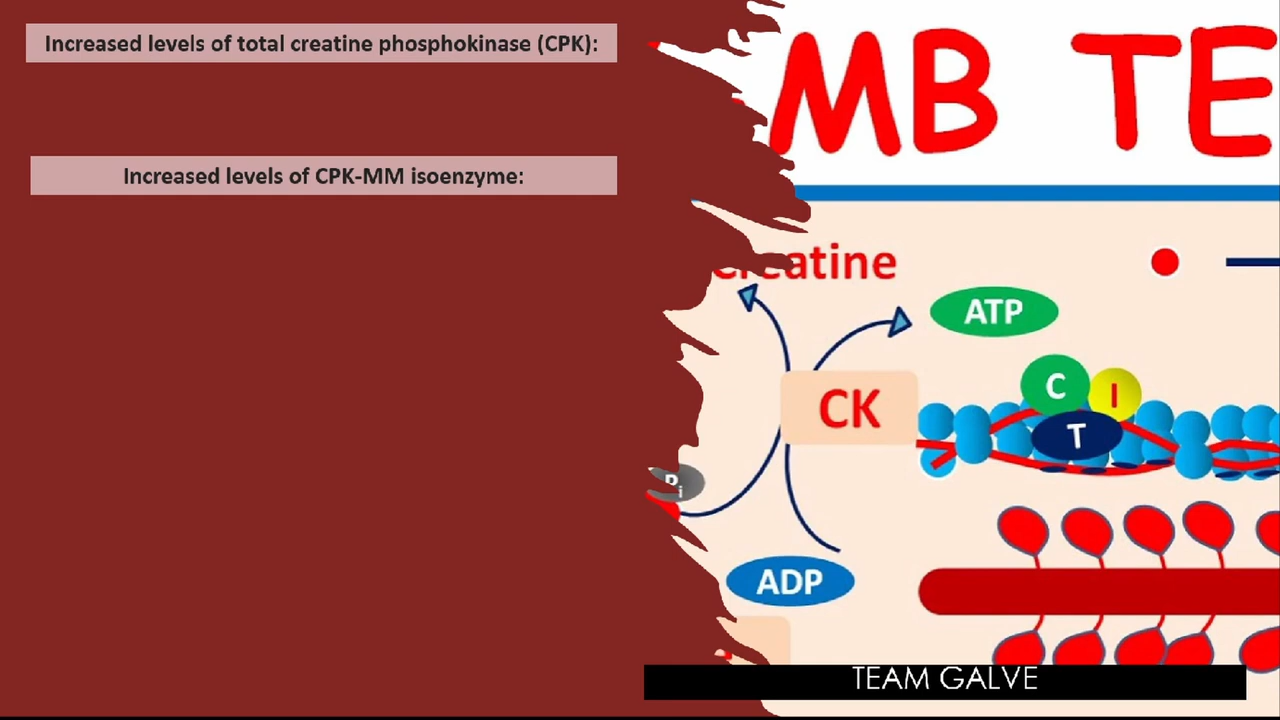 Increased levels of total creatine phosphokinase (CPK):
Increased levels of CPK-MM isoenzyme:
MB TE
Creatine
ATP
C
I
CK
T
Pi
ADP
TEAM GALVE